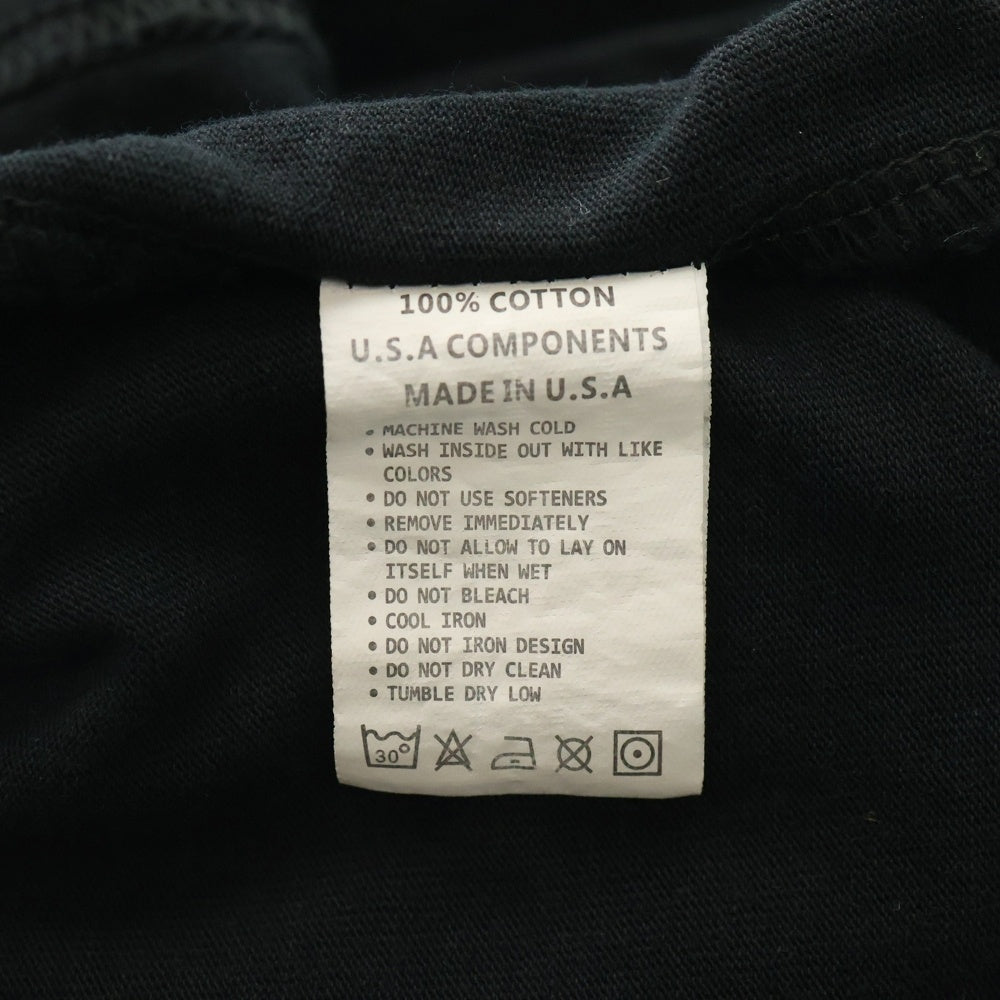 100% COTTON
U.S.A COMPONENTS
MADE IN U.S.A
• MACHINE WASH COLD
• WASH INSIDE OUT WITH LIKE
COLORS
• DO NOT USE SOFTENERS
• REMOVE IMMEDIATELY
• DO NOT ALLOW TO LAY ON
ITSELF WHEN WET
• DO NOT BLEACH
• COOL IRON
• DO NOT IRON DESIGN
• DO NOT DRY CLEAN
• TUMBLE DRY LOW
30°